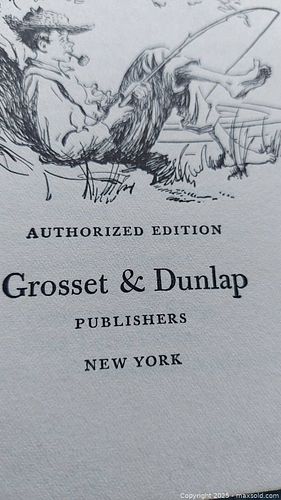 AUTHORIZED EDITION
Grosset & Dunlap
PUBLISHERS
NEW YORK
Copyright 2025 - maxsold.com